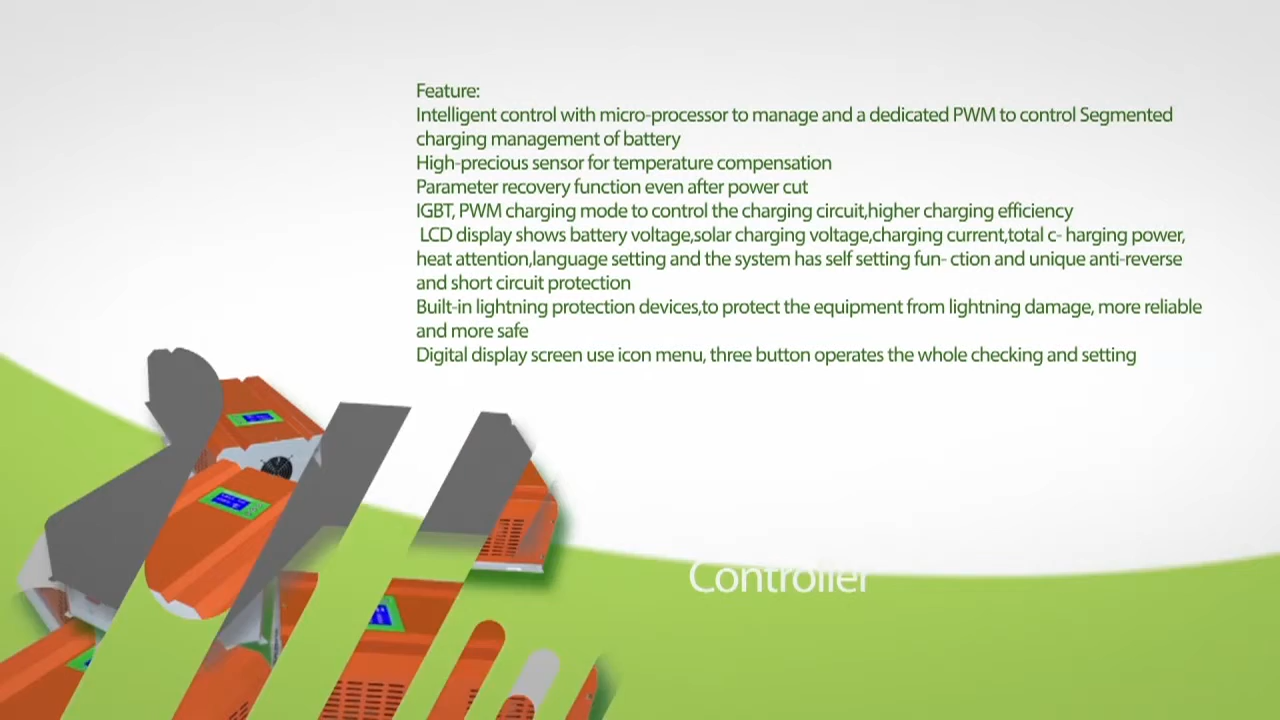 Feature:
Intelligent control with micro-processor to manage and a dedicated PWM to control Segmented
charging management of battery
High-precious sensor for temperature compensation
Parameter recovery function even after power cut
IGBT, PWM charging mode to control the charging circuit,higher charging efficiency
LCD display shows battery voltage,solar charging voltage,charging current,total c- harging power,
heat attention,language setting and the system has self setting fun- ction and unique anti-reverse
and short circuit protection
Built-in lightning protection devices,to protect the equipment from lightning damage, more reliable
and more safe
Digital display screen use icon menu, three button operates the whole checking and setting
Controller